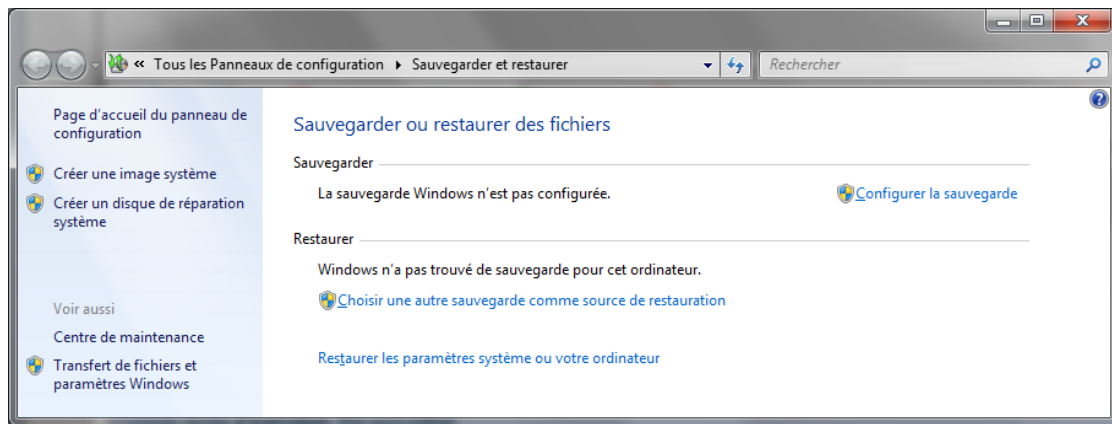 « Tous les Panneaux de configuration ▸ Sauvegarder et restaurer
Rechercher
Page d'accueil du panneau de
configuration
Créer une image système
Créer un disque de réparation
système
Voir aussi
Centre de maintenance
Transfert de fichiers et
paramètres Windows
Sauvegarder ou restaurer des fichiers
Sauvegarder
La sauvegarde Windows n'est pas configurée.
Configurer la sauvegarde
Restaurer
Windows n'a pas trouvé de sauvegarde pour cet ordinateur.
Choisir une autre sauvegarde comme source de restauration
Restaurer les paramètres système ou votre ordinateur